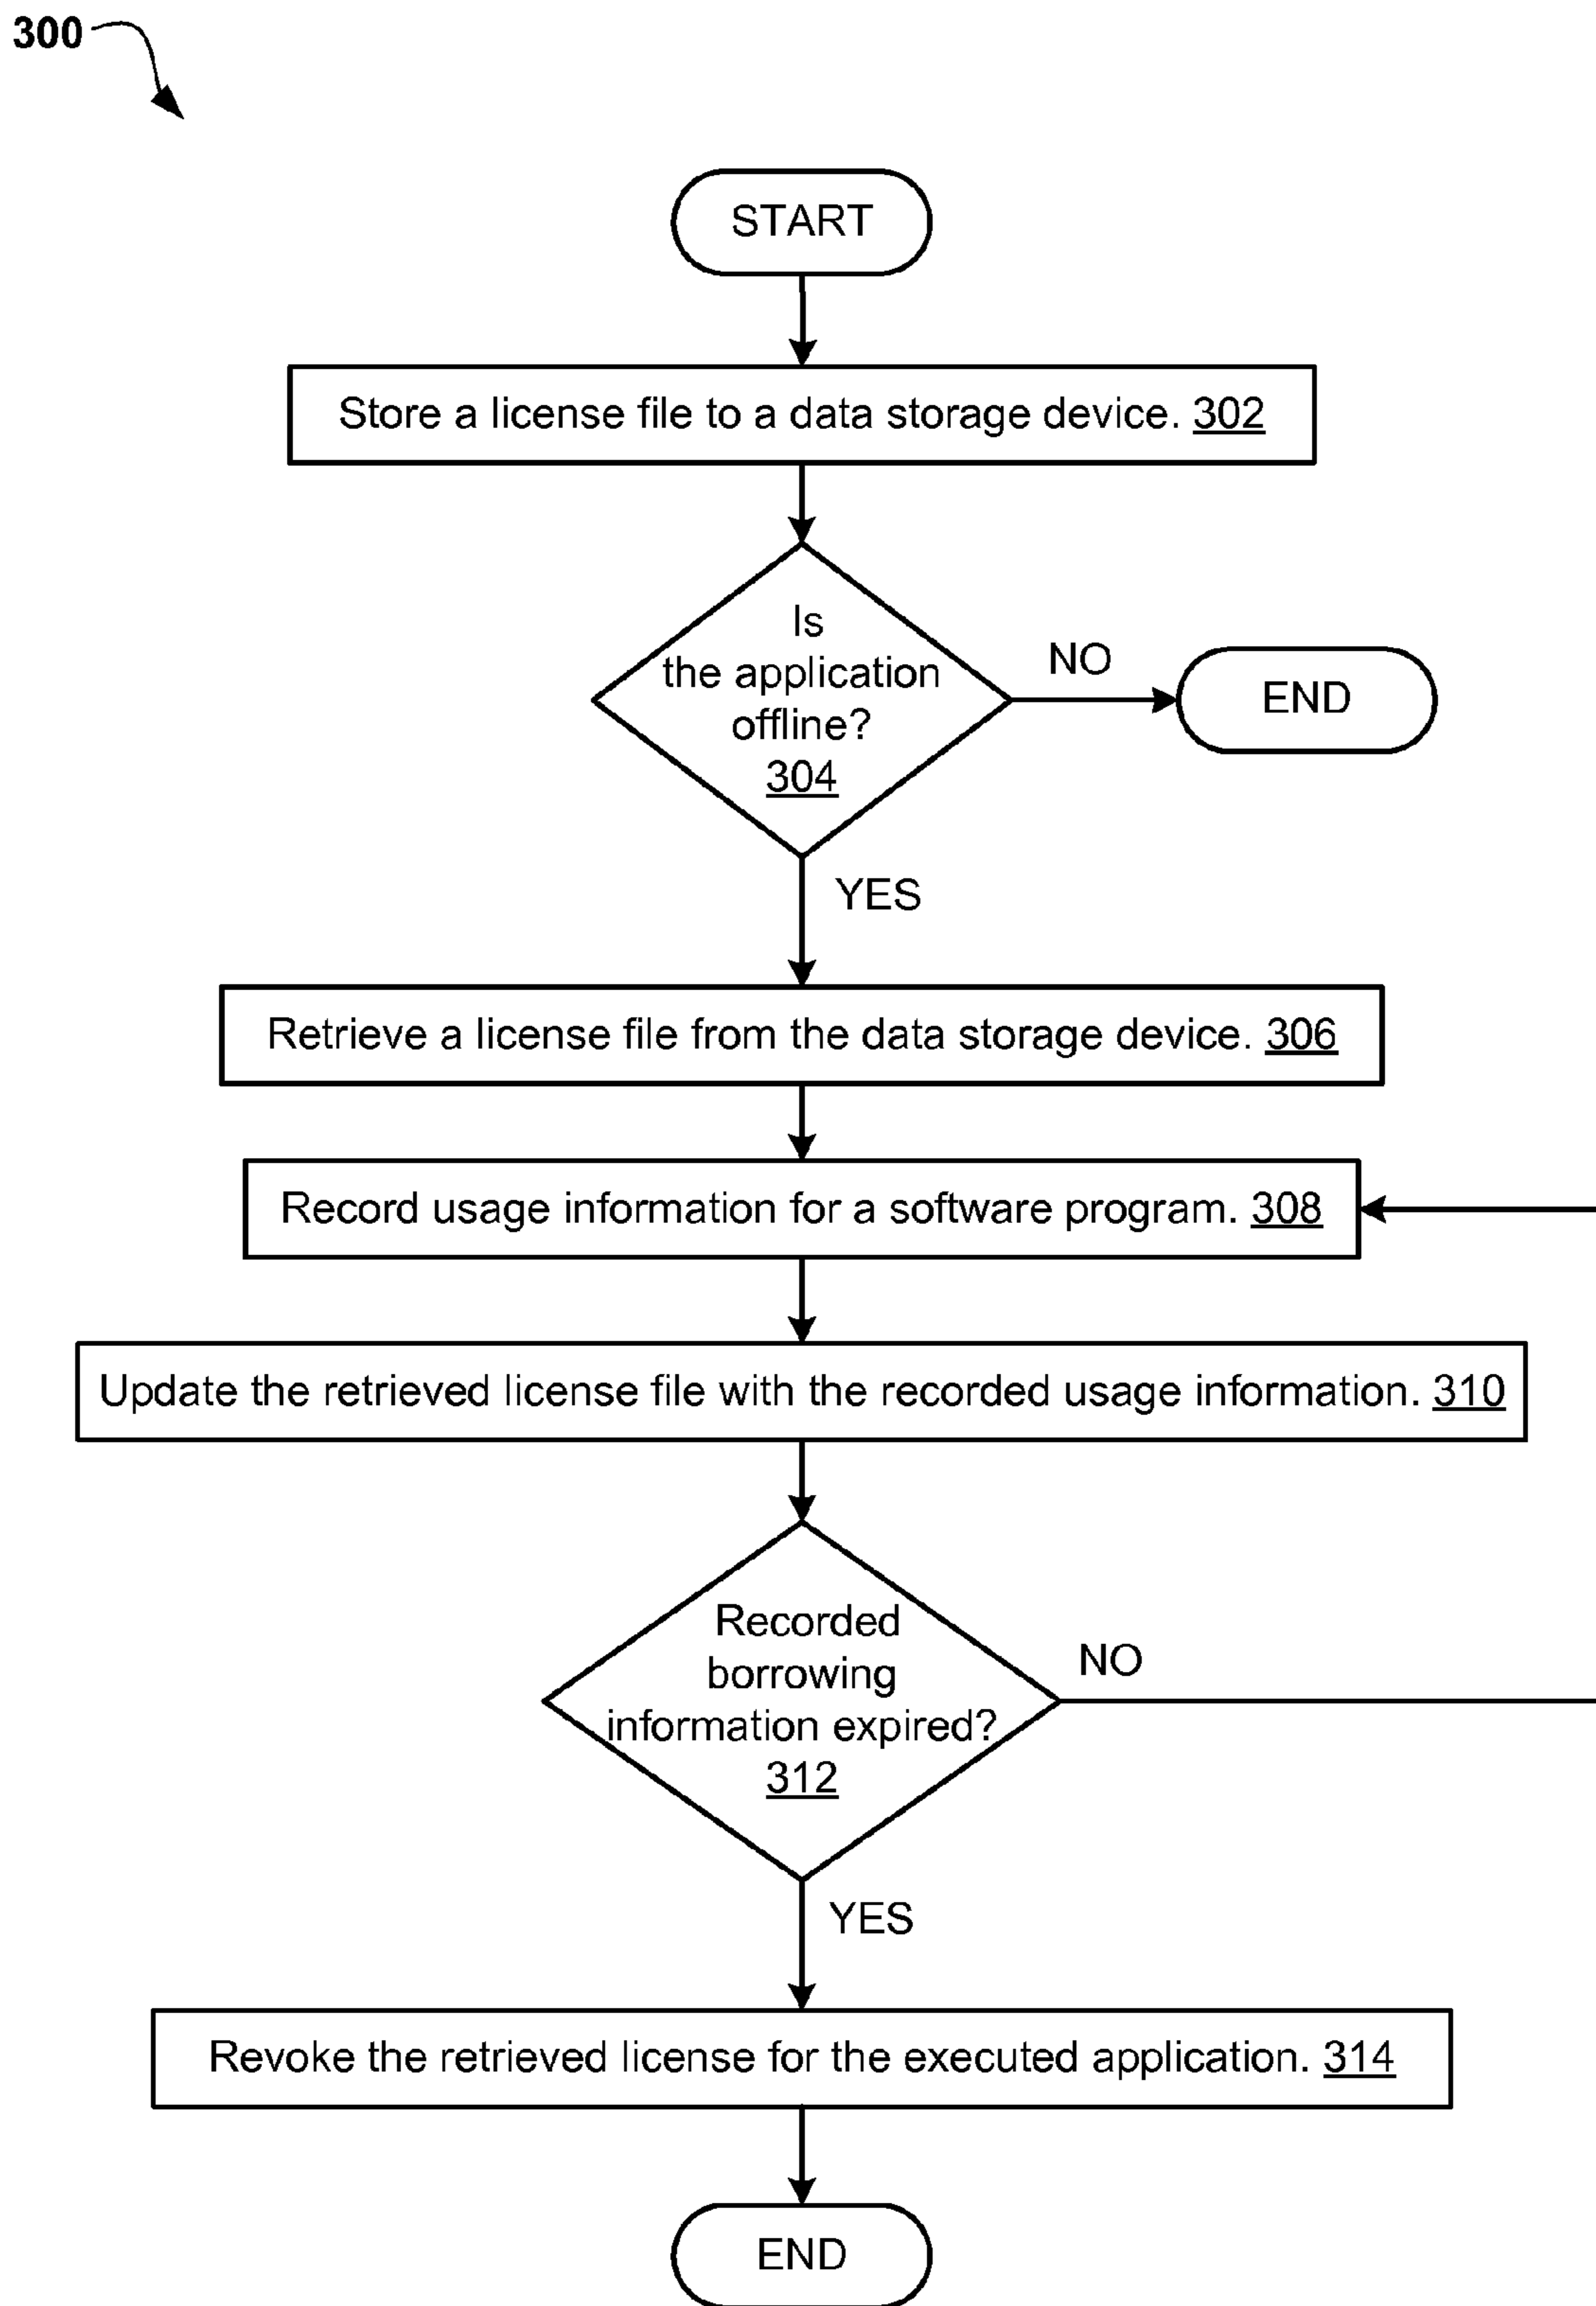 300
START
Store a license file to a data storage device. 302
Is
the application
offline?
304
NO
END
YES
Retrieve a license file from the data storage device. 306
Record usage information for a software program. 308
Update the retrieved license file with the recorded usage information. 310
Recorded
borrowing
information expired?
312
NO
YES
Revoke the retrieved license for the executed application. 314
END